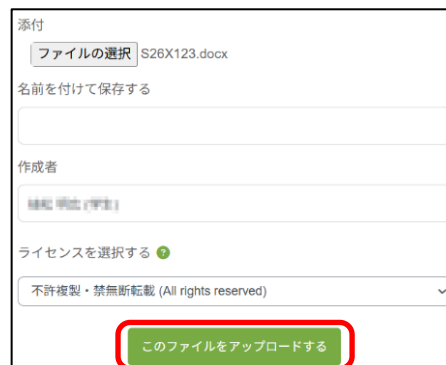 添付
ファイルの選択 S26X123.docx
名前を付けて保存する
作成者
ライセンスを選択する ?
不許複製・禁無断転載 (All rights reserved)
このファイルをアップロードする